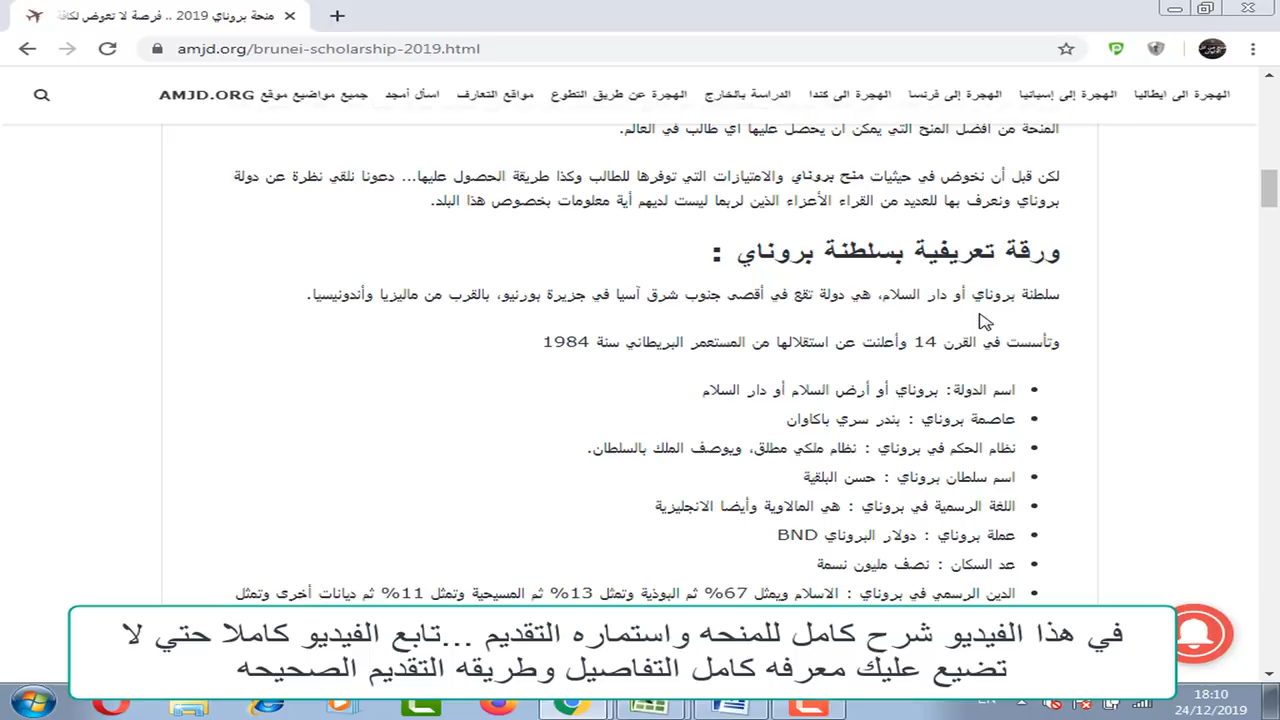 منحة بروناي 2019 .. فرصة لا تعوض لكافة
amjd.org/brunei-scholarship-2019.html
الهجرة الى ايطاليا الهجرة إلى إسبانيا الهجرة إلى فرنسا الهجرة الى كندا الدراسة بالخارج الهجرة عن طريق التطوع مواقع التعارف اسأل أمجد جميع مواضيع موقع AMJD.ORG
المنحة من افضل المنح التي يمكن ان يحصل عليها اي طالب في العالم.
لكن قبل أن نخوض في حيثيات منح بروناي والامتيازات التي توفرها للطالب وكذا طريقة الحصول عليها... دعونا نلقي نظرة عن دولة
بروناي ونعرف بها للعديد من القراء الأعزاء الذين لربما ليست لديهم أية معلومات بخصوص هذا البلد.
ورقة تعريفية بسلطنة بروناي :
سلطنة بروناي أو دار السلام، هي دولة تقع في أقصى جنوب شرق آسيا في جزيرة بورنيو، بالقرب من ماليزيا وأندونيسيا.
وتأسست في القرن 14 وأعلنت عن استقلالها من المستعمر البريطاني سنة 1984
اسم الدولة: بروناي أو أرض السلام أو دار السلام
عاصمة بروناي : بندر سري باكاوان
نظام الحكم في بروناي : نظام ملكي مطلق، ويوصف الملك بالسلطان.
اسم سلطان بروناي : حسن البلقية
اللغة الرسمية في بروناي : هي المالاوية وأيضا الانجليزية
عملة بروناي : دولار البروناي BND
عد السكان : نصف مليون نسمة
الدين الرسمي في بروناي : الاسلام ويمثل 67% ثم البوذية وتمثل 13% ثم المسيحية وتمثل 11% ثم ديانات أخرى وتمثل
في هذا الفيديو شرح كامل للمنحه واستماره التقديم ...تابع الفيديو كاملا حتي لا
تضيع عليك معرفه كامل التفاصيل وطريقه التقديم الصحيحه
EN
18:10
24/12/2019